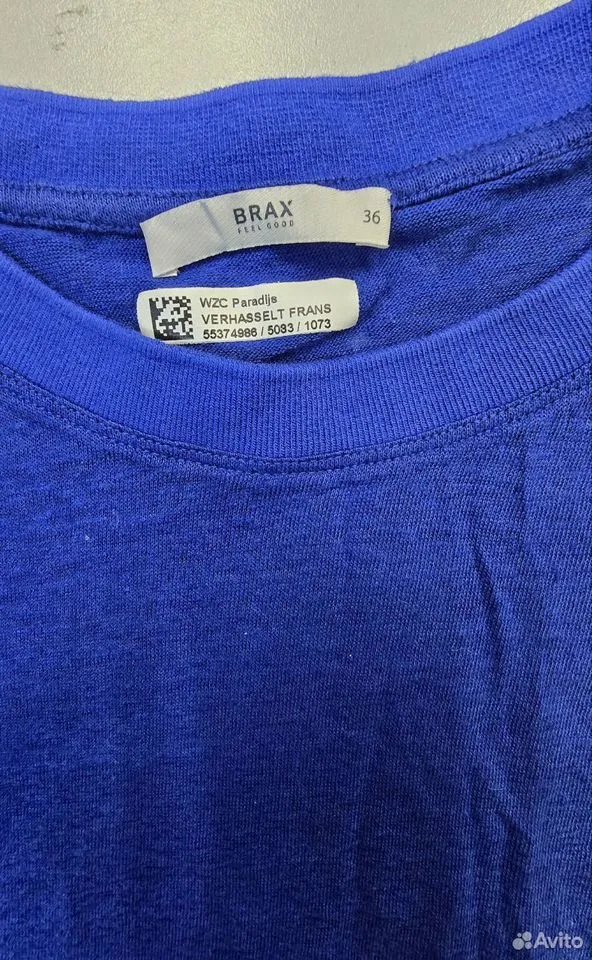 BRAX
FEEL GOOD
36
WZC Paradijs
VERHASSELT FRANS
55374986 / 5083 / 1073
Avito